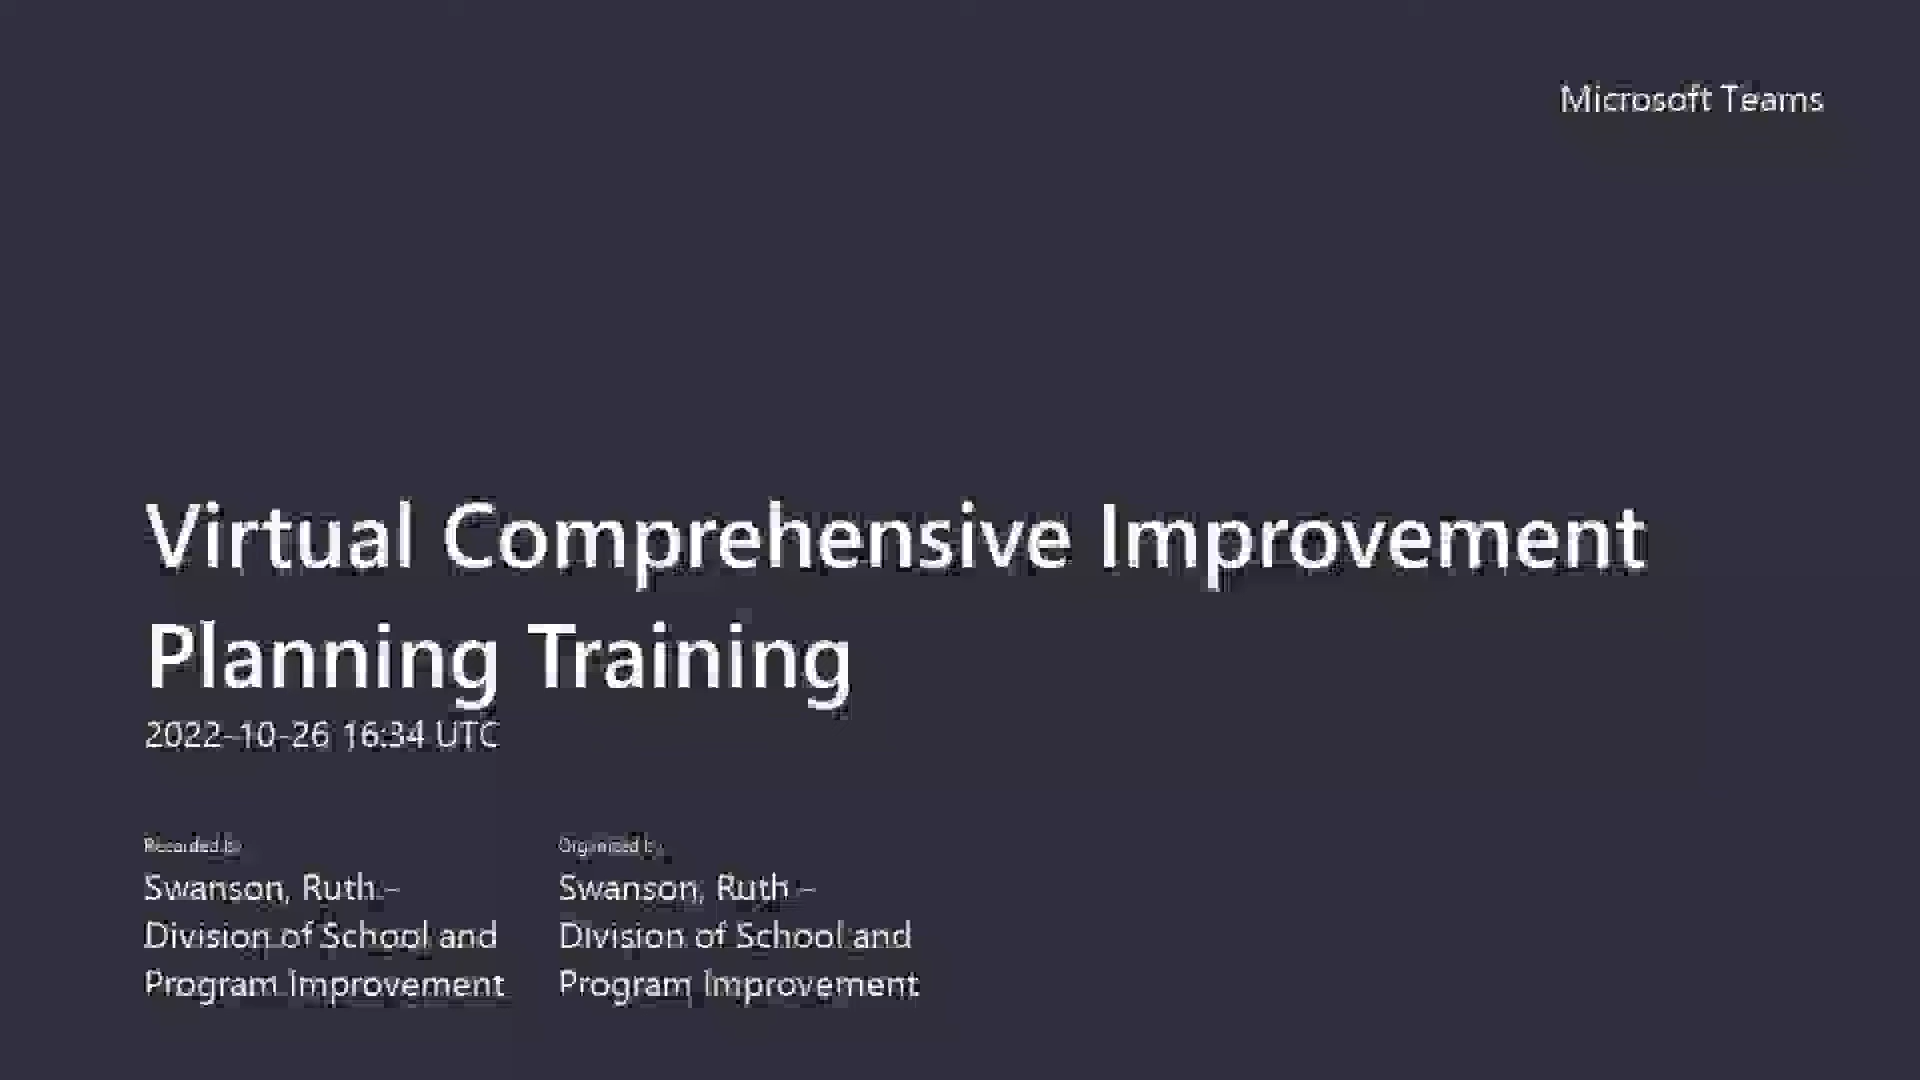 Microsoft Teams
Virtual Comprehensive Improvement
Planning Training
2022-10-26 16:34 UTC
Recorded by
Organized by
Swanson, Ruth -
Division of School and
Program Improvement
Swanson, Ruth -
Division of School and
Program Improvement